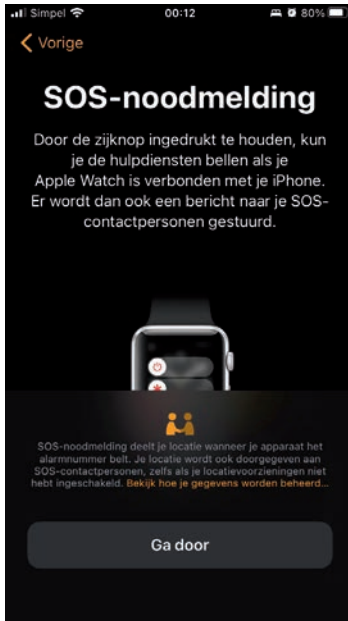 Simpel 00:12 80%
Vorige
SOS-noodmelding
Door de zijknop ingedrukt te houden, kun
je de hulpdiensten bellen als je
Apple Watch is verbonden met je iPhone.
Er wordt dan ook een bericht naar je SOS-
contactpersonen gestuurd.
SOS-noodmelding deelt je locatie wanneer je apparaat het
alarmnummer belt. Je locatie wordt ook doorgegeven aan
SOS-contactpersonen, zelfs als je locatievoorzieningen niet
hebt ingeschakeld. Bekijk hoe je gegevens worden beheerd...
Ga door